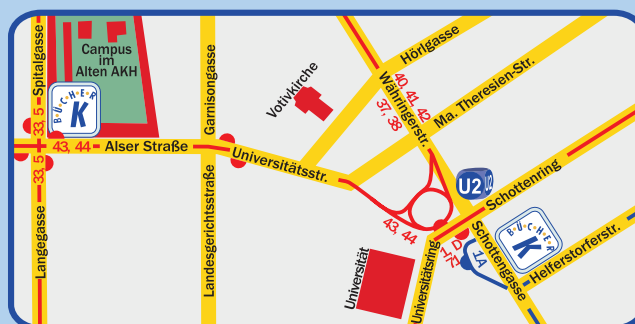 Spitalgasse
33, 5
Campus
im
Alten AKH
BÜCHER
K
43, 44
Alser Straße
33, 5
Langegasse
Garnisongasse
Landesgerichtsstraße
Votivkirche
Universitätsstr.
Hörlgasse
40, 41, 42
Währingerstr.
37, 38
Ma. Theresien-Str.
U2
U2
Schottenring
43, 44
Universität
Universitätsring
D
1
71
1A
Schottengasse
BÜCHER
K
Helferstorferstr.